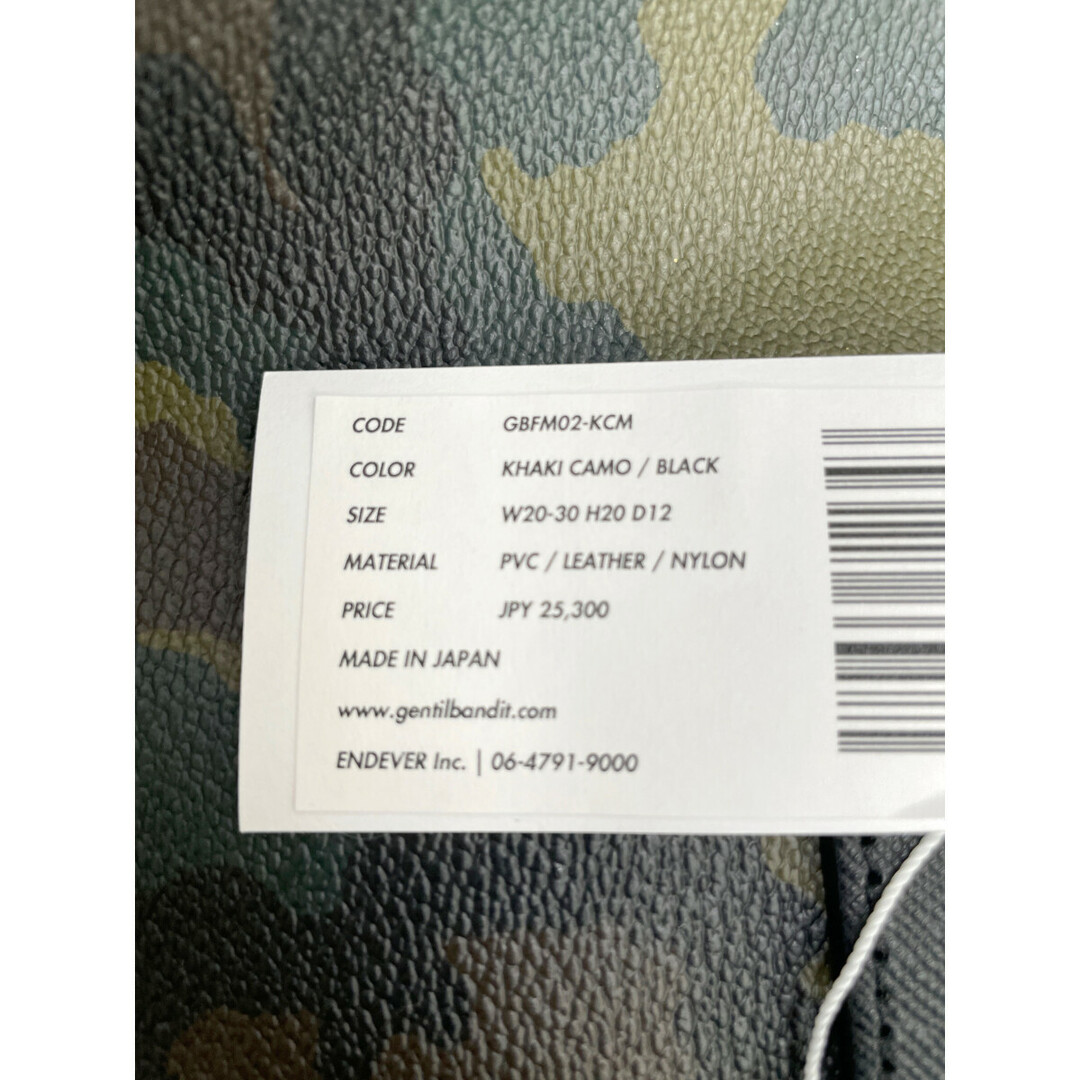 CODE GBFM02-KCM
COLOR KHAKI CAMO / BLACK
SIZE W20-30 H20 D12
MATERIAL PVC / LEATHER / NYLON
PRICE JPY 25,300
MADE IN JAPAN
www.gentilbandit.com
ENDEVER Inc. | 06-4791-9000